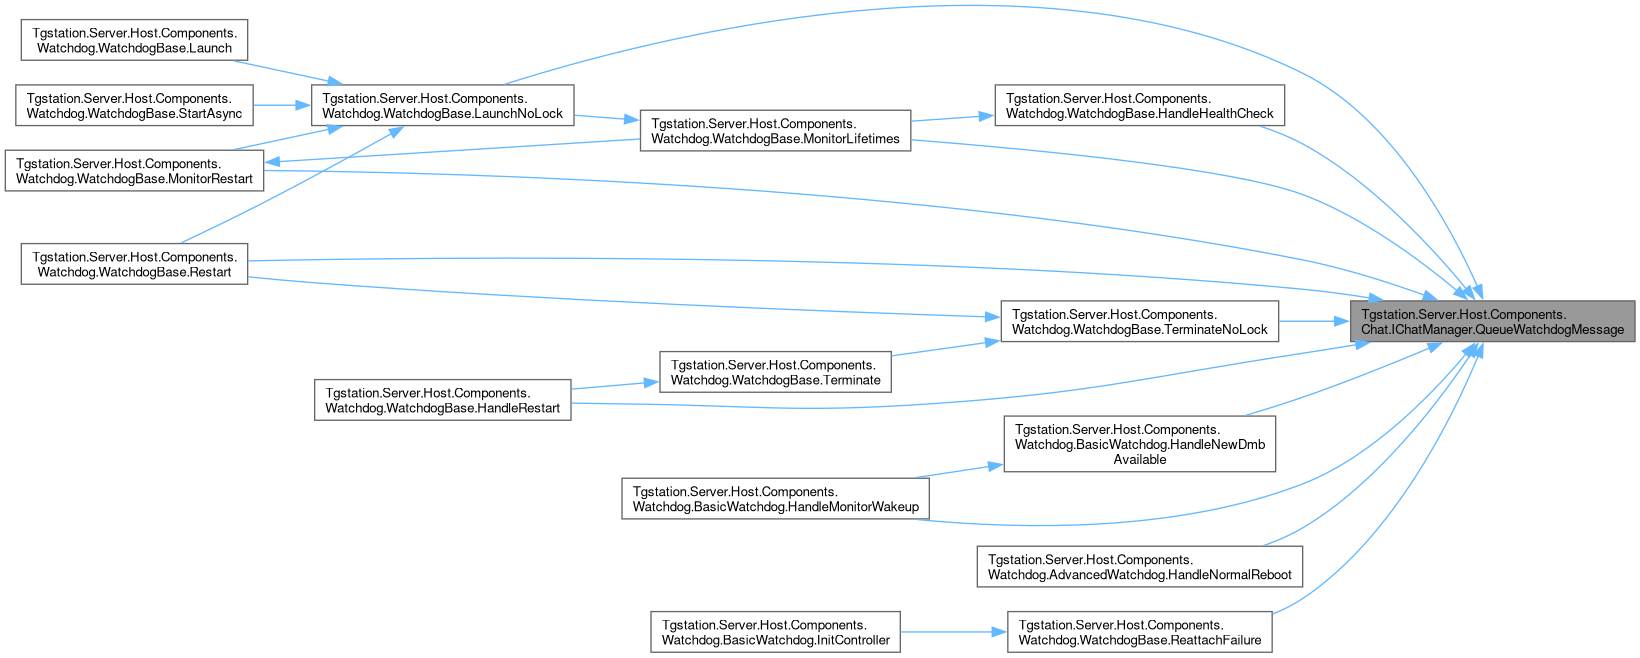 Tgstation.Server.Host.Components.
Watchdog.WatchdogBase.Launch
Tgstation.Server.Host.Components.
Watchdog.WatchdogBase.StartAsync
Tgstation.Server.Host.Components.
Watchdog.WatchdogBase.LaunchNoLock
Tgstation.Server.Host.Components.
Watchdog.WatchdogBase.HandleHealthCheck
Tgstation.Server.Host.Components.
Watchdog.WatchdogBase.MonitorLifetimes
Tgstation.Server.Host.Components.
Watchdog.WatchdogBase.MonitorRestart
Tgstation.Server.Host.Components.
Watchdog.WatchdogBase.Restart
Tgstation.Server.Host.Components.
Watchdog.WatchdogBase.TerminateNoLock
Tgstation.Server.Host.Components.
Chat.IChatManager.QueueWatchdogMessage
Tgstation.Server.Host.Components.
Watchdog.WatchdogBase.Terminate
Tgstation.Server.Host.Components.
Watchdog.WatchdogBase.HandleRestart
Tgstation.Server.Host.Components.
Watchdog.BasicWatchdog.HandleNewDmb
Available
Tgstation.Server.Host.Components.
Watchdog.BasicWatchdog.HandleMonitorWakeup
Tgstation.Server.Host.Components.
Watchdog.AdvancedWatchdog.HandleNormalReboot
Tgstation.Server.Host.Components.
Watchdog.BasicWatchdog.InitController
Tgstation.Server.Host.Components.
Watchdog.WatchdogBase.ReattachFailure